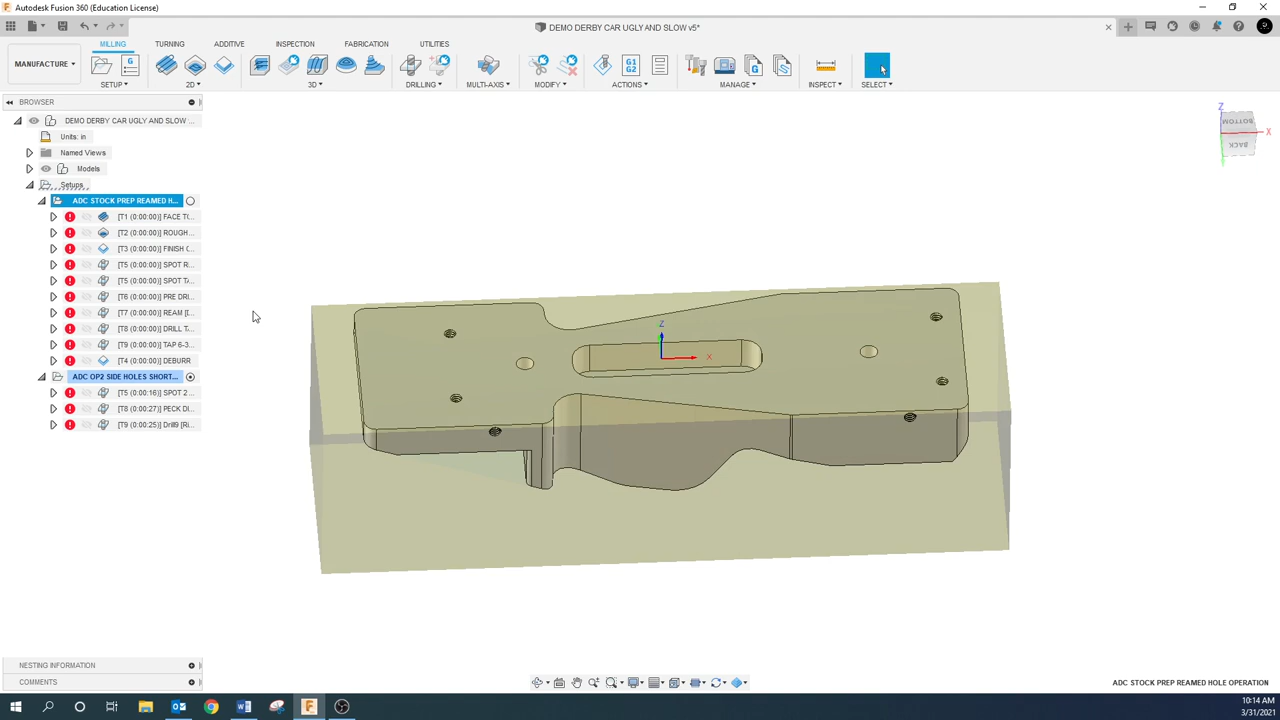 Autodesk Fusion 360 (Education License)
DEMO DERBY CAR UGLY AND SLOW v5*
MANUFACTURE
MILLING TURNING ADDITIVE INSPECTION FABRICATION UTILITIES
G1
G2
SETUP 2D 3D DRILLING MULTI-AXIS MODIFY ACTIONS MANAGE INSPECT SELECT
BROWSER
DEMO DERBY CAR UGLY AND SLOW ...
Units: in
Named Views
Models
Setups
ADC STOCK PREP REAMED H...
[T1 (0:00:00)] FACE TO...
[T2 (0:00:00)] ROUGH ...
[T3 (0:00:00)] FINISH C...
[T5 (0:00:00)] SPOT R...
[T5 (0:00:00)] SPOT TA...
[T6 (0:00:00)] PRE DRI...
[T7 (0:00:00)] REAM [...
[T8 (0:00:00)] DRILL T...
[T9 (0:00:00)] TAP 6-3...
[T4 (0:00:00)] DEBURR
ADC OP2 SIDE HOLES SHORT...
[T5 (0:00:16)] SPOT 2 ...
[T8 (0:00:27)] PECK DI...
[T9 (0:00:25)] Drill9 [Ri...
Z
X
BOTTOM
BACK
Z
X
NESTING INFORMATION
COMMENTS
ADC STOCK PREP REAMED HOLE OPERATION
10:14 AM
3/31/2021